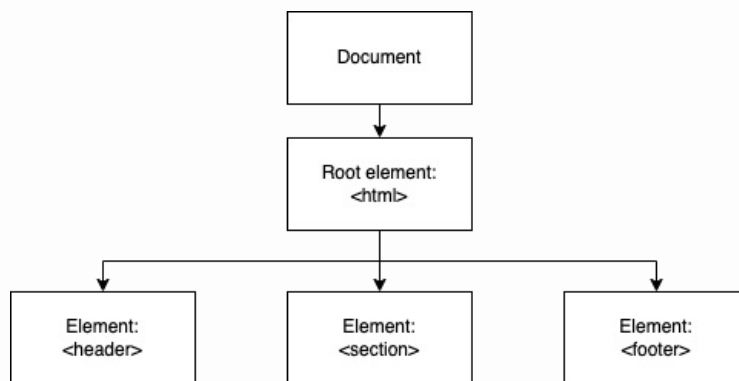 Document
Root element:
<html>
Element:
<header>
Element:
<section>
Element:
<footer>